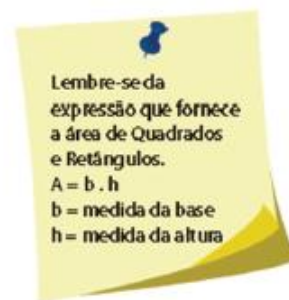 Lembre-se da
expressão que fornece
a área de Quadrados
e Retângulos.
A = b . h
b = medida da base
h = medida da altura